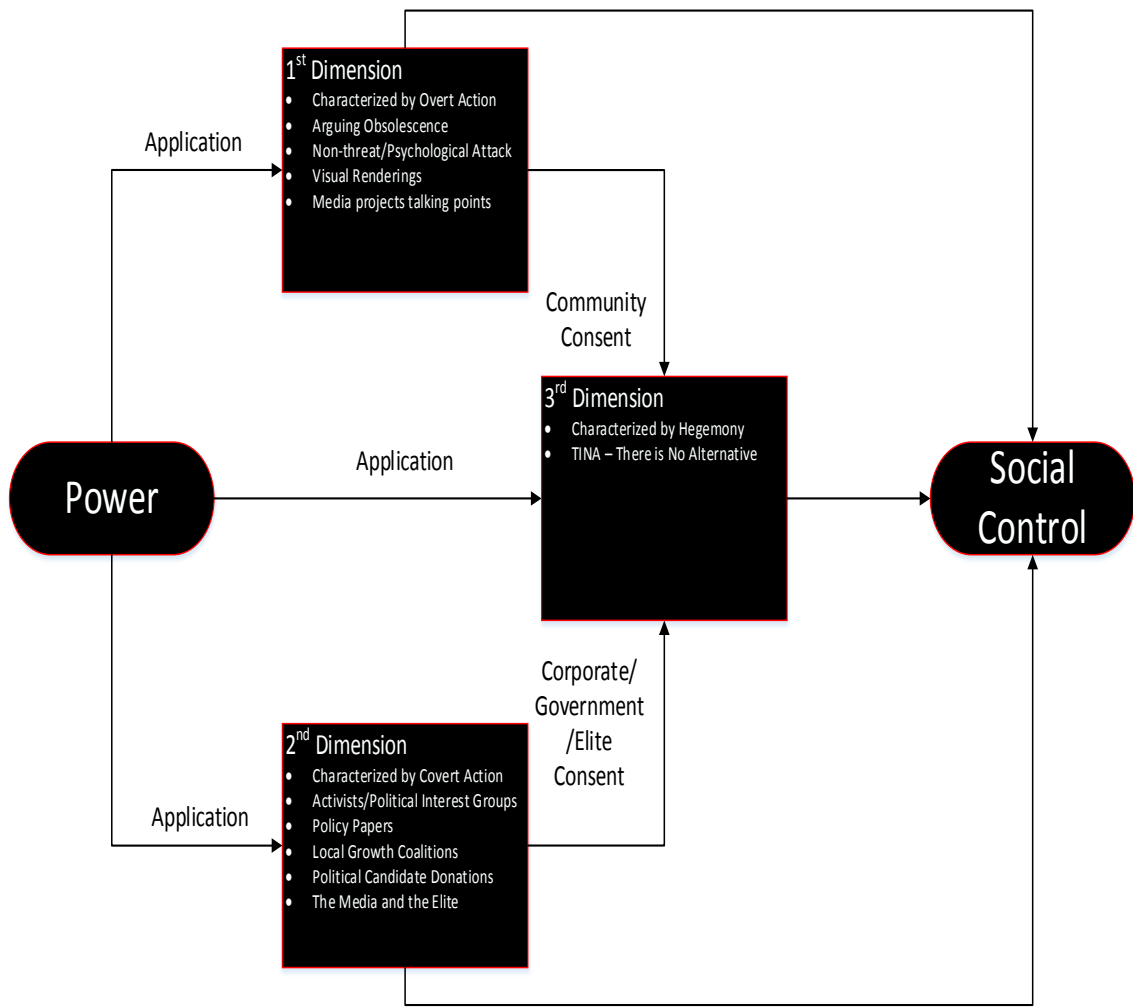 1st Dimension
• Characterized by Overt Action
• Arguing Obsolescence
• Non-threat/Psychological Attack
• Visual Renderings
• Media projects talking points
Application
Community
Consent
3rd Dimension
• Characterized by Hegemony
• TINA – There is No Alternative
Application
Power
Social
Control
Corporate/
Government
/Elite
Consent
2nd Dimension
• Characterized by Covert Action
• Activists/Political Interest Groups
• Policy Papers
• Local Growth Coalitions
• Political Candidate Donations
• The Media and the Elite
Application